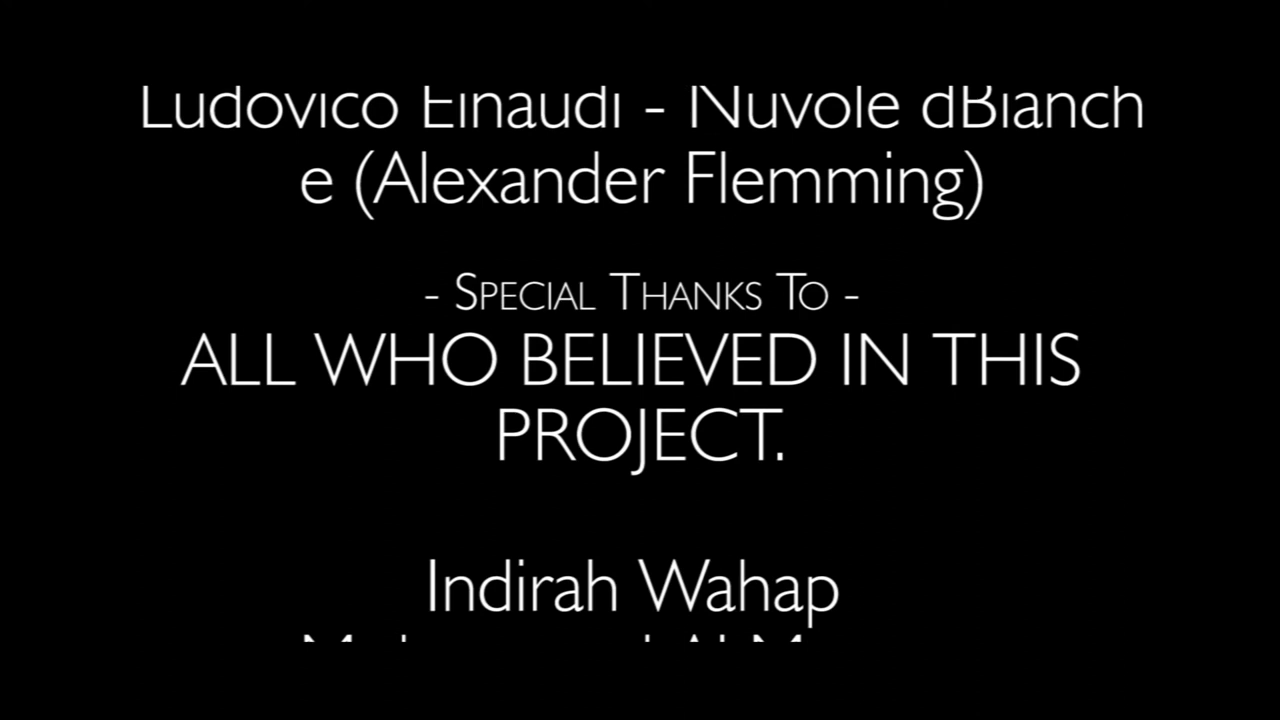 Ludovico Einaudi - Nuvole dBianch
e (Alexander Flemming)
- SPECIAL THANKS TO -
ALL WHO BELIEVED IN THIS
PROJECT.
Indirah Wahap